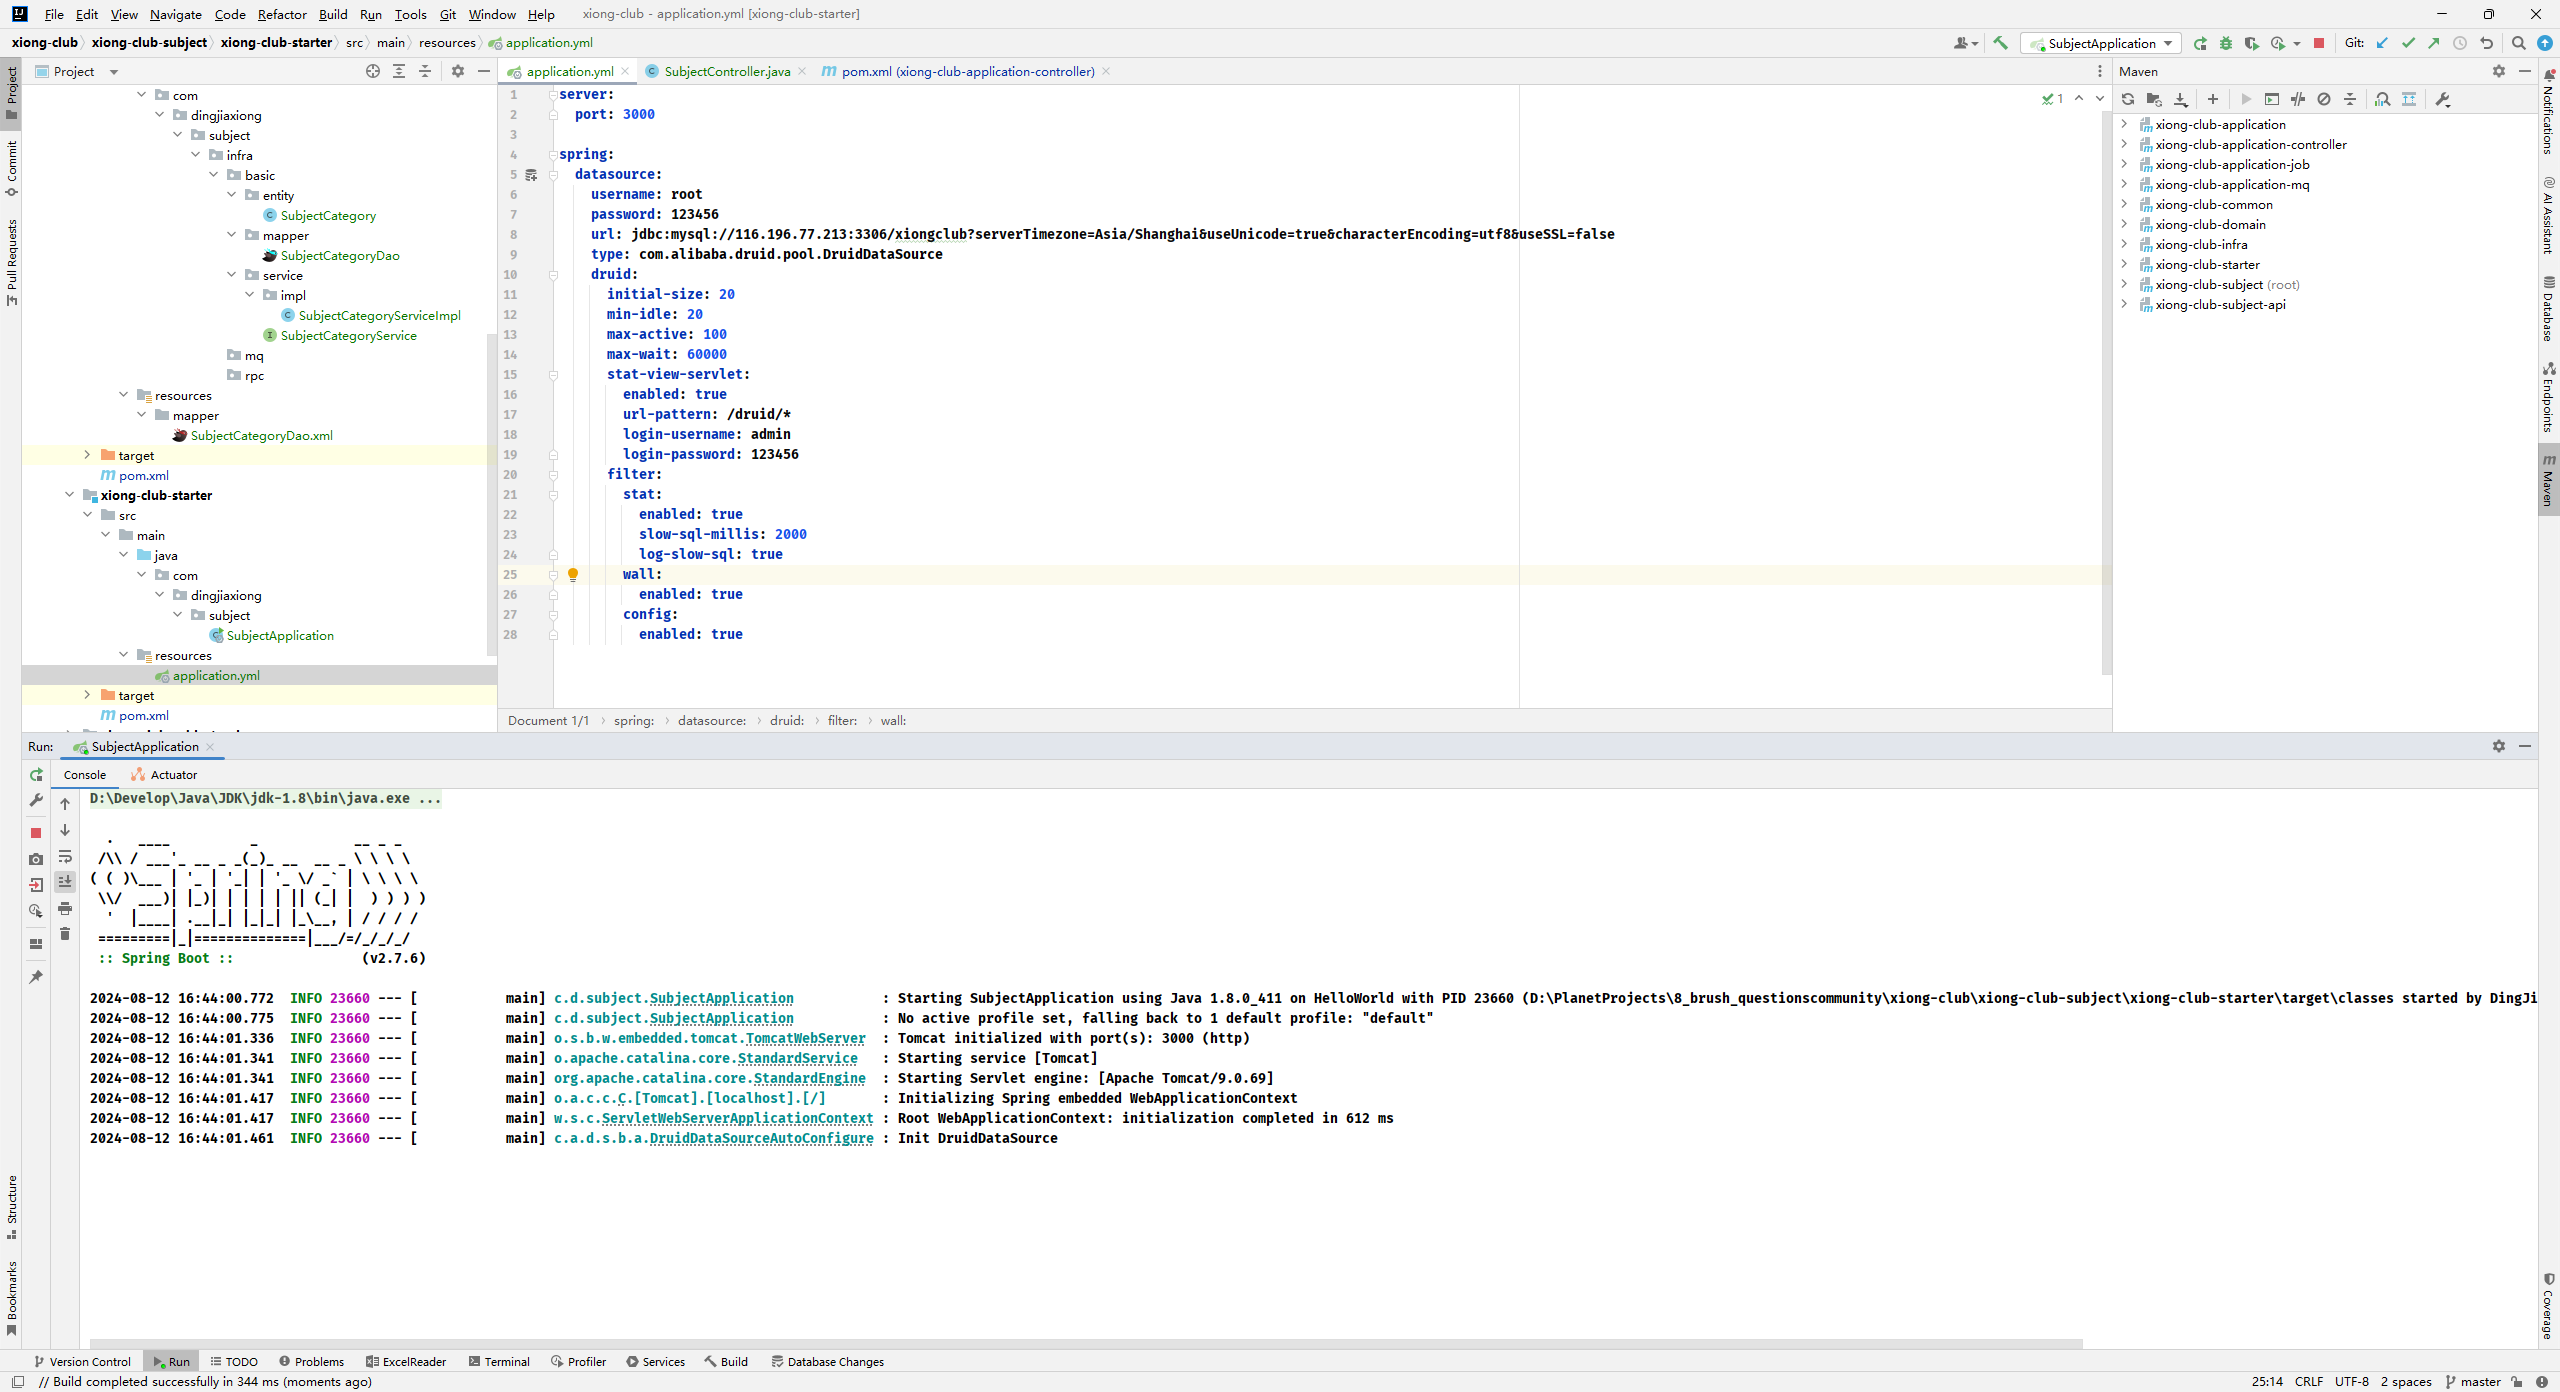 File Edit View Navigate Code Refactor Build Run Tools Git Window Help xiong-club - application.yml [xiong-club-starter]
xiong-club xiong-club-subject xiong-club-starter src main resources application.yml SubjectApplication Git:
Project
application.yml SubjectController.java pom.xml (xiong-club-application-controller)
Maven
Project
Commit
Pull Requests
com
dingjiaxiong
subject
infra
basic
entity
SubjectCategory
mapper
SubjectCategoryDao
service
impl
SubjectCategoryServiceImpl
SubjectCategoryService
mq
rpc
resources
mapper
SubjectCategoryDao.xml
target
pom.xml
xiong-club-starter
src
main
java
com
dingjiaxiong
subject
SubjectApplication
resources
application.yml
target
pom.xml
1 server:
2 port: 3000
3
4 spring:
5 datasource:
6 username: root
7 password: 123456
8 url: jdbc:mysql://116.196.77.213:3306/xiongclub?serverTimezone=Asia/Shanghai&useUnicode=true&characterEncoding=utf8&useSSL=false
9 type: com.alibaba.druid.pool.DruidDataSource
10 druid:
11 initial-size: 20
12 min-idle: 20
13 max-active: 100
14 max-wait: 60000
15 stat-view-servlet:
16 enabled: true
17 url-pattern: /druid/*
18 login-username: admin
19 login-password: 123456
20 filter:
21 stat:
22 enabled: true
23 slow-sql-millis: 2000
24 log-slow-sql: true
25 wall:
26 enabled: true
27 config:
28 enabled: true
1
Document 1/1 spring: datasource: druid: filter: wall:
xiong-club-application
xiong-club-application-controller
xiong-club-application-job
xiong-club-application-mq
xiong-club-common
xiong-club-domain
xiong-club-infra
xiong-club-starter
xiong-club-subject (root)
xiong-club-subject-api
Notifications
AI Assistant
Database
Endpoints
Maven
Run: SubjectApplication
Console Actuator
D:\Develop\Java\JDK\jdk-1.8\bin\java.exe ...
  .   ____          _            __ _ _
 /\\ / ___'_ __ _ _(_)_ __  __ _ \ \ \ \
( ( )\___ | '_ | '_| | '_ \/ _` | \ \ \ \
 \\/  ___)| |_)| | | | | || (_| |  ) ) ) )
  '  |____| .__|_| |_|_| |_\__, | / / / /
 =========|_|==============|___/=/_/_/_/
:: Spring Boot :: (v2.7.6)
2024-08-12 16:44:00.772 INFO 23660 --- [ main] c.d.subject.SubjectApplication : Starting SubjectApplication using Java 1.8.0_411 on HelloWorld with PID 23660 (D:\PlanetProjects\8_brush_questionscommunity\xiong-club\xiong-club-subject\xiong-club-starter\target\classes started by DingJi
2024-08-12 16:44:00.775 INFO 23660 --- [ main] c.d.subject.SubjectApplication : No active profile set, falling back to 1 default profile: "default"
2024-08-12 16:44:01.336 INFO 23660 --- [ main] o.s.b.w.embedded.tomcat.TomcatWebServer : Tomcat initialized with port(s): 3000 (http)
2024-08-12 16:44:01.341 INFO 23660 --- [ main] o.apache.catalina.core.StandardService : Starting service [Tomcat]
2024-08-12 16:44:01.341 INFO 23660 --- [ main] org.apache.catalina.core.StandardEngine : Starting Servlet engine: [Apache Tomcat/9.0.69]
2024-08-12 16:44:01.417 INFO 23660 --- [ main] o.a.c.c.C.[Tomcat].[localhost].[/] : Initializing Spring embedded WebApplicationContext
2024-08-12 16:44:01.417 INFO 23660 --- [ main] w.s.c.ServletWebServerApplicationContext : Root WebApplicationContext: initialization completed in 612 ms
2024-08-12 16:44:01.461 INFO 23660 --- [ main] c.a.d.s.b.a.DruidDataSourceAutoConfigure : Init DruidDataSource
Structure
Bookmarks
Coverage
Version Control Run TODO Problems ExcelReader Terminal Profiler Services Build Database Changes
// Build completed successfully in 344 ms (moments ago) 25:14 CRLF UTF-8 2 spaces master